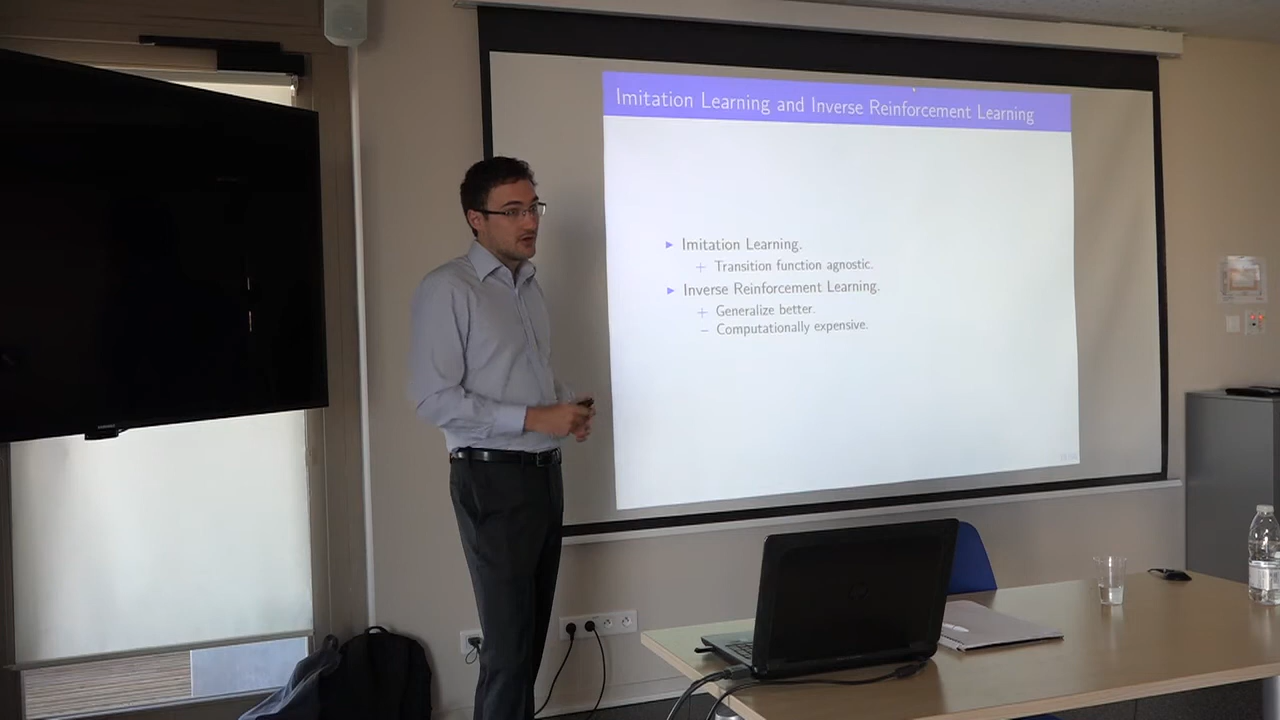 Imitation Learning and Inverse Reinforcement Learning
▶ Imitation Learning.
+ Transition function agnostic.
▶ Inverse Reinforcement Learning.
+ Generalize better.
− Computationally expensive.